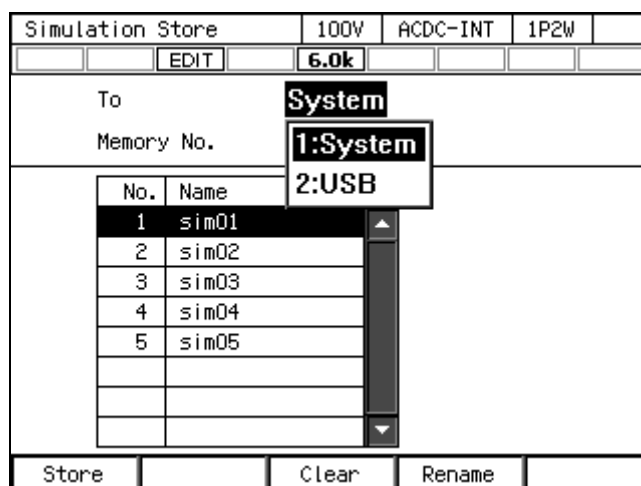 Simulation Store 100V ACDC-INT 1P2W
EDIT 6.0k
To System
Memory No. 1:System
2:USB
No. Name
1 sim01
2 sim02
3 sim03
4 sim04
5 sim05
Store Clear Rename